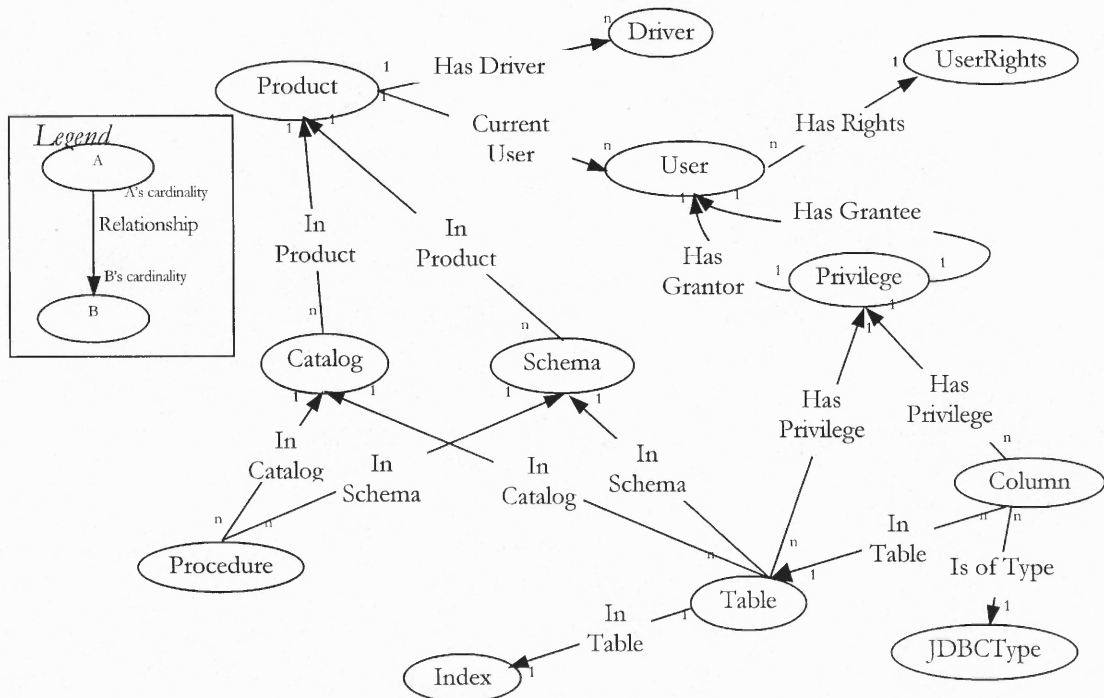 n
Driver
1
Has Driver
1
UserRights
Product
1
1
1
Current
User
n
User
n
Has Rights
1
1
Legend
A
A's cardinality
Relationship
B's cardinality
B
In
Product
In
Product
Has Grantee
Has
Grantor
1
Privilege
1
1
1
n
Catalog
1
1
n
Schema
1
1
Has
Privilege
Has
Privilege
In
Catalog
In
Schema
In
Catalog
In
Schema
n
Column
n
n
n
n
Procedure
n
n
In
Table
1
Is of Type
Table
1
1
JDBCType
In
Table
Index
1